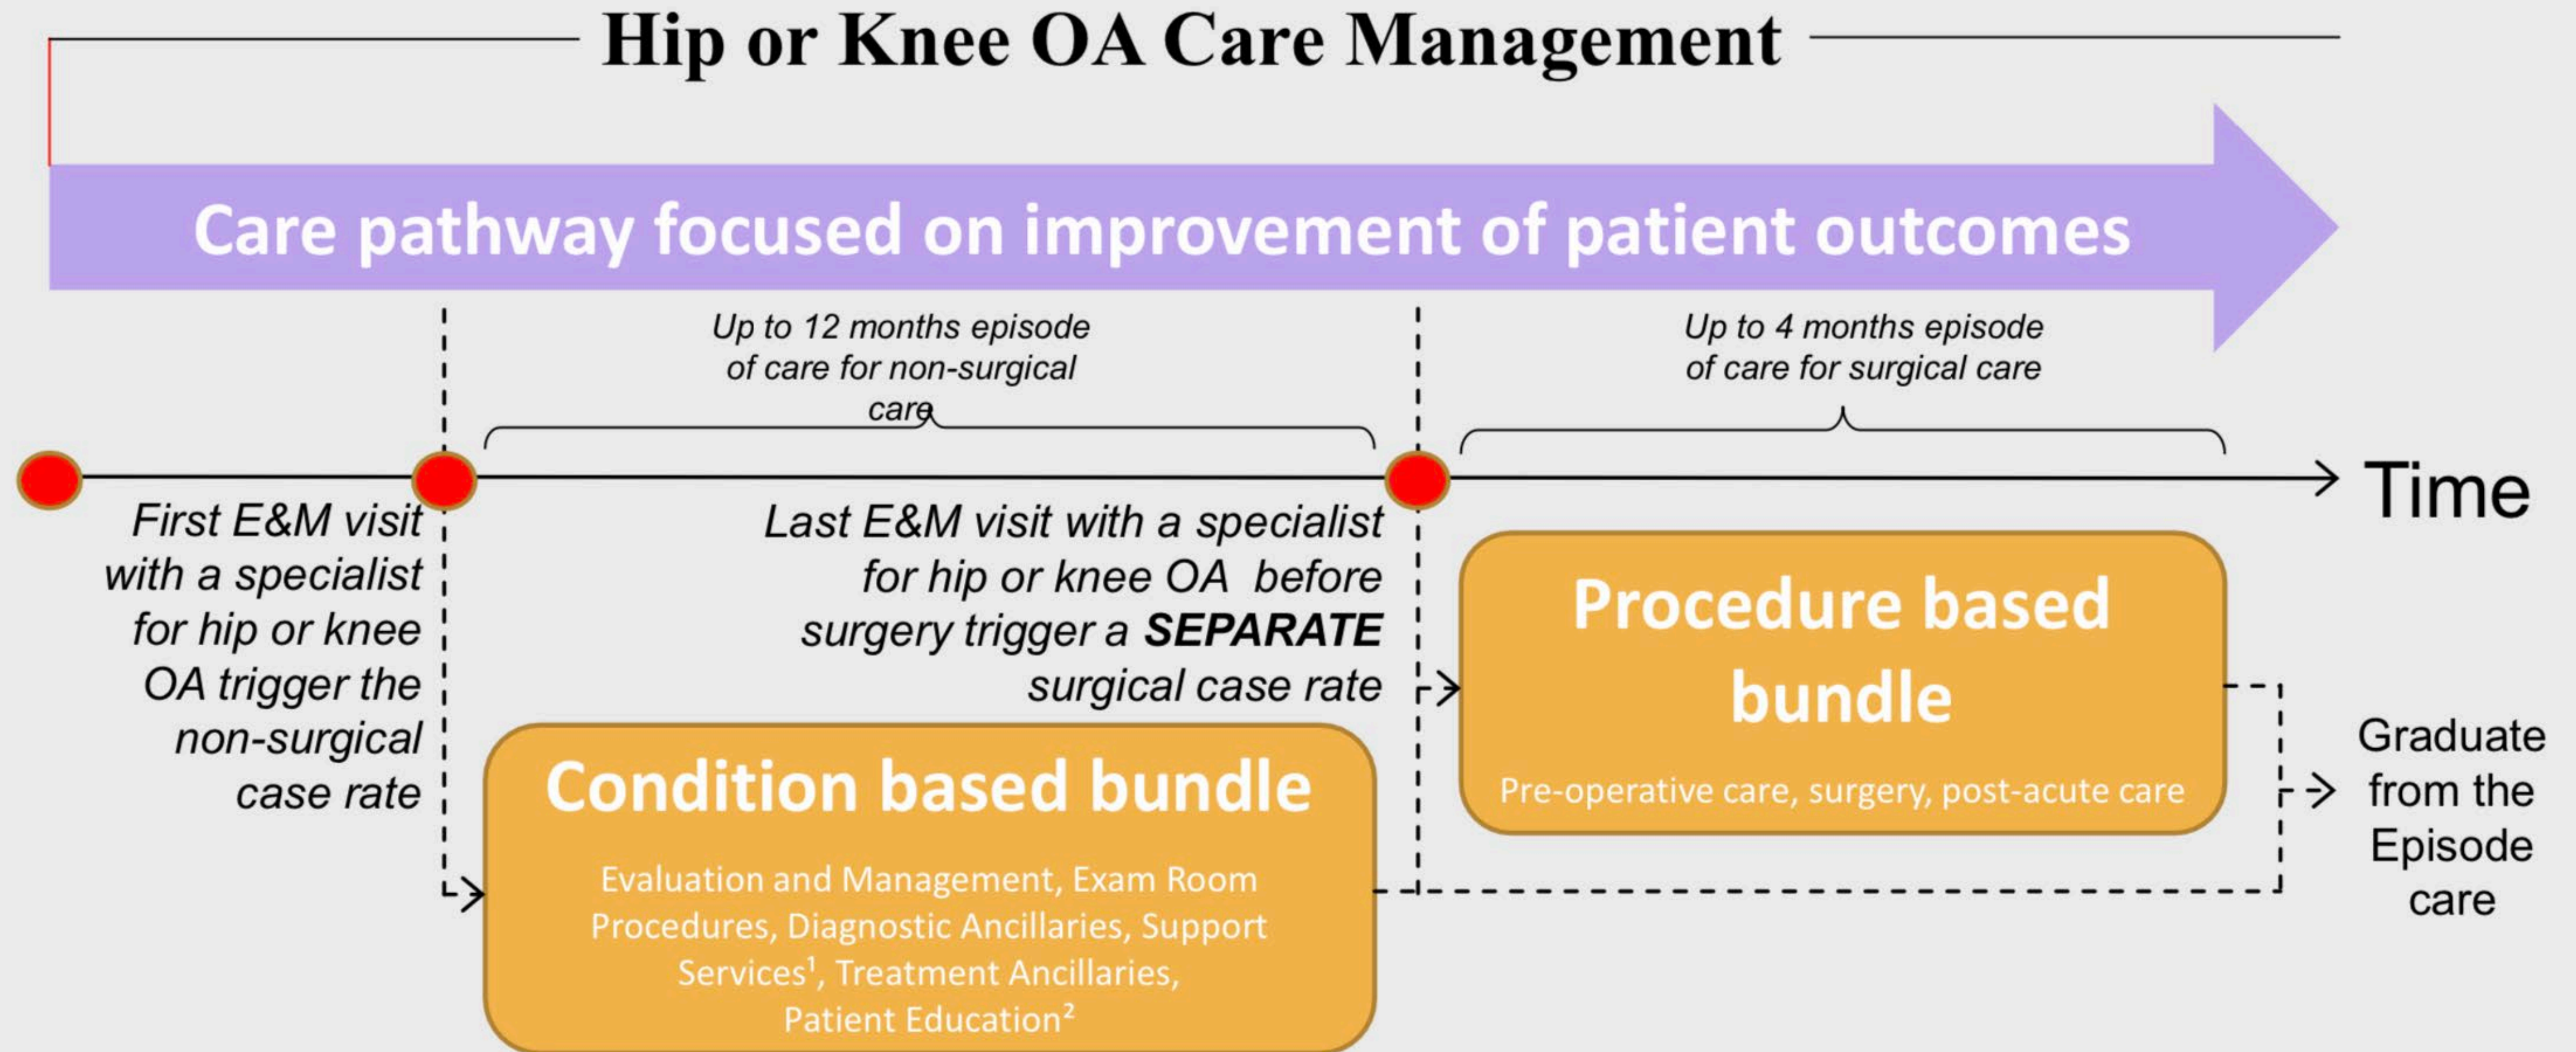 Hip or Knee OA Care Management
Care pathway focused on improvement of patient outcomes
Up to 12 months episode
of care for non-surgical
care
Up to 4 months episode
of care for surgical care
Time
First E&M visit
with a specialist
for hip or knee
OA trigger the
non-surgical
case rate
Last E&M visit with a specialist
for hip or knee OA before
surgery trigger a SEPARATE
surgical case rate
Condition based bundle
Evaluation and Management, Exam Room
Procedures, Diagnostic Ancillaries, Support
Services¹, Treatment Ancillaries,
Patient Education²
Procedure based
bundle
Pre-operative care, surgery, post-acute care
Graduate
from the
Episode
care